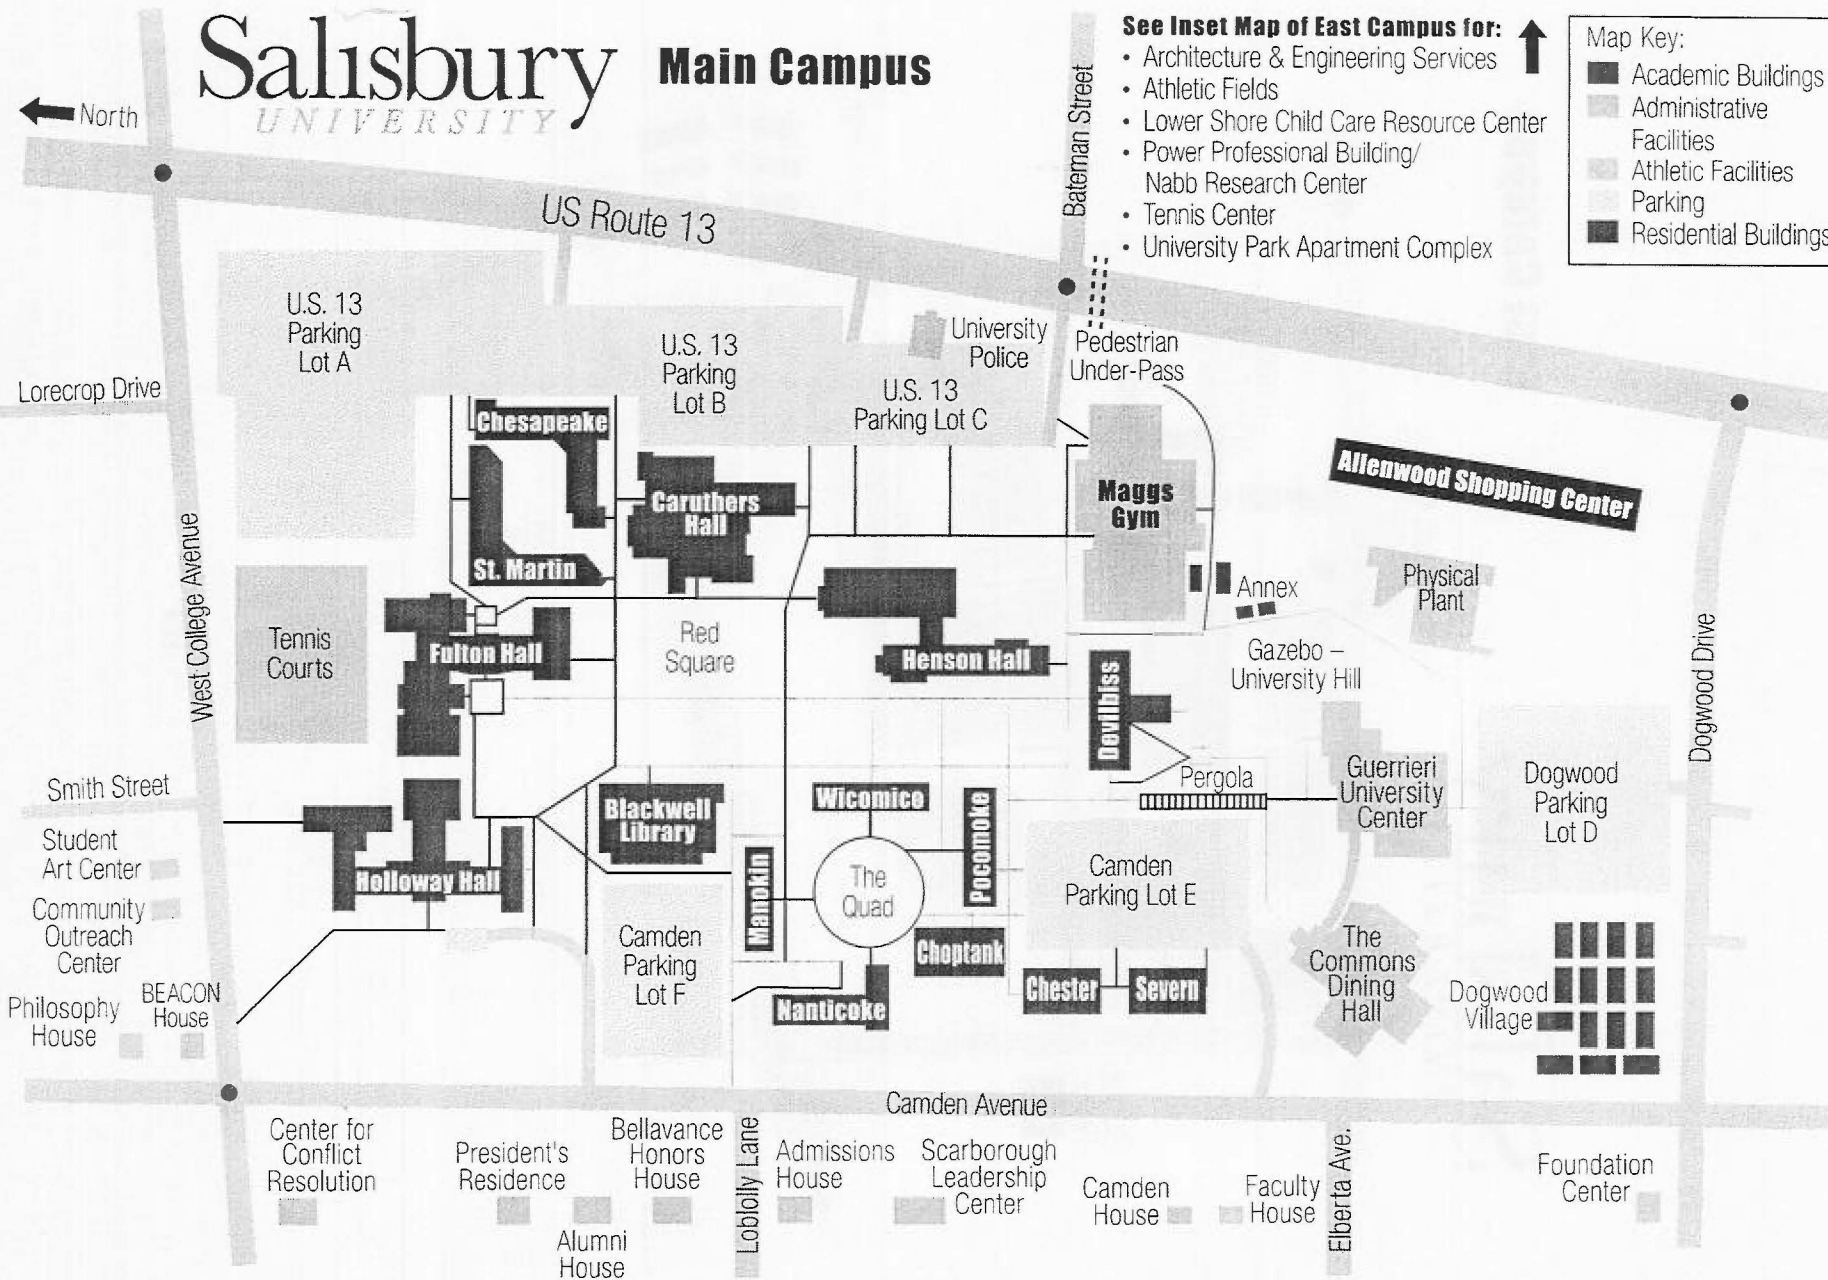 Salisbury
UNIVERSITY
Main Campus
North
See Inset Map of East Campus for:
• Architecture & Engineering Services
• Athletic Fields
• Lower Shore Child Care Resource Center
• Power Professional Building/
Nabb Research Center
• Tennis Center
• University Park Apartment Complex
Map Key:
Academic Buildings
Administrative
Facilities
Athletic Facilities
Parking
Residential Buildings
Bateman Street
US Route 13
U.S. 13
Parking
Lot A
U.S. 13
Parking
Lot B
U.S. 13
Parking Lot C
University
Police
Pedestrian
Under-Pass
Lorecrop Drive
West College Avenue
Chesapeake
St. Martin
Caruthers
Hall
Maggs
Gym
Allenwood Shopping Center
Annex
Physical
Plant
Dogwood Drive
Tennis
Courts
Fulton Hall
Red
Square
Henson Hall
Devilbiss
Gazebo –
University Hill
Pergola
Guerrieri
University
Center
Dogwood
Parking
Lot D
Smith Street
Student
Art Center
Community
Outreach
Center
Philosophy
House
BEACON
House
Holloway Hall
Blackwell
Library
Wicomico
Pocomoke
Manokin
The
Quad
Choptank
Nanticoke
Camden
Parking
Lot F
Camden
Parking Lot E
Chester
Severn
The
Commons
Dining
Hall
Dogwood
Village
Camden Avenue
Center for
Conflict
Resolution
President's
Residence
Alumni
House
Bellavance
Honors
House
Loblolly Lane
Admissions
House
Scarborough
Leadership
Center
Camden
House
Faculty
House
Elberta Ave.
Foundation
Center